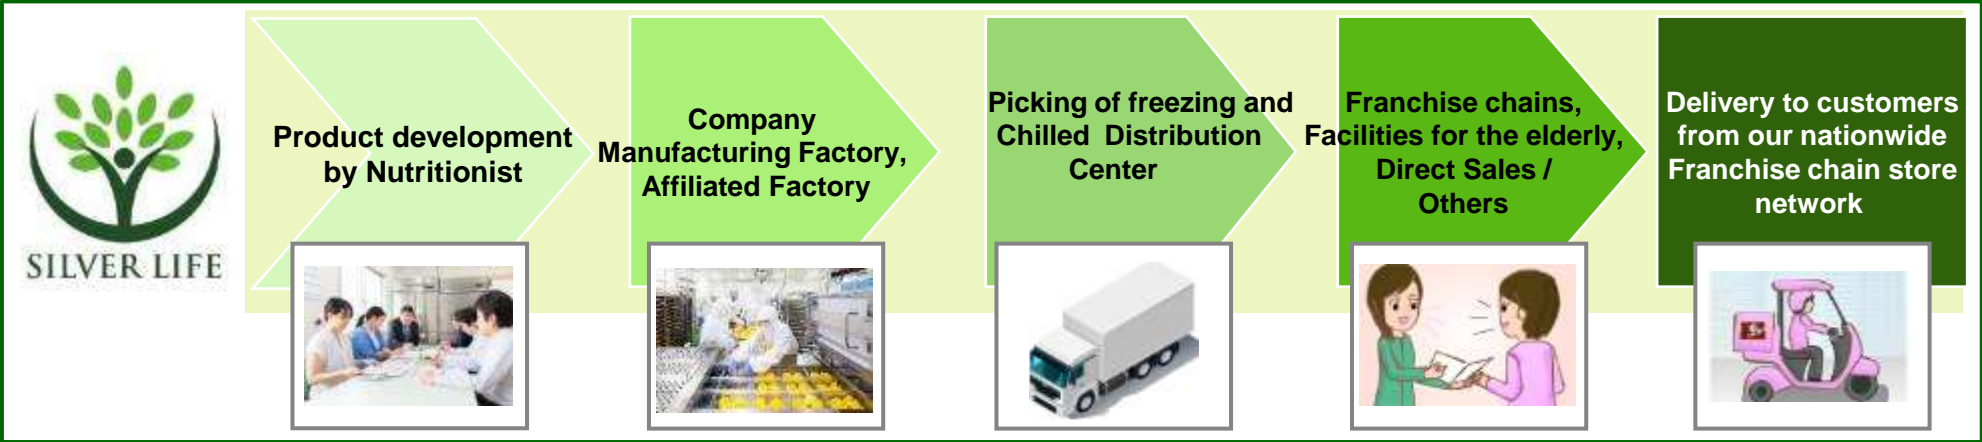 SILVER LIFE
Product development
by Nutritionist
Company
Manufacturing Factory,
Affiliated Factory
Picking of freezing and
Chilled Distribution
Center
Franchise chains,
Facilities for the elderly,
Direct Sales /
Others
Delivery to customers
from our nationwide
Franchise chain store
network